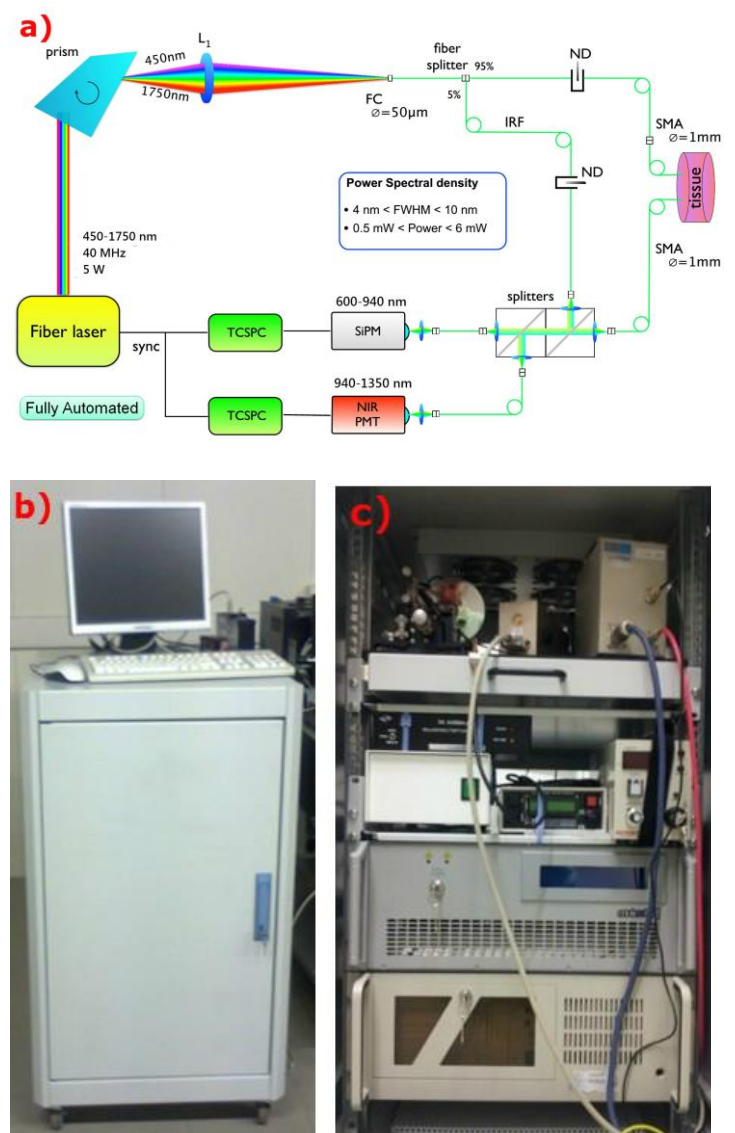 a)
prism
L1
450nm
1750nm
FC
⌀=50μm
fiber
splitter
95%
5%
IRF
ND
ND
SMA
⌀=1mm
tissue
SMA
⌀=1mm
Power Spectral density
• 4 nm < FWHM < 10 nm
• 0.5 mW < Power < 6 mW
450-1750 nm
40 MHz
5 W
Fiber laser
sync
TCSPC
600-940 nm
SiPM
splitters
940-1350 nm
TCSPC
NIR
PMT
Fully Automated
b)
c)